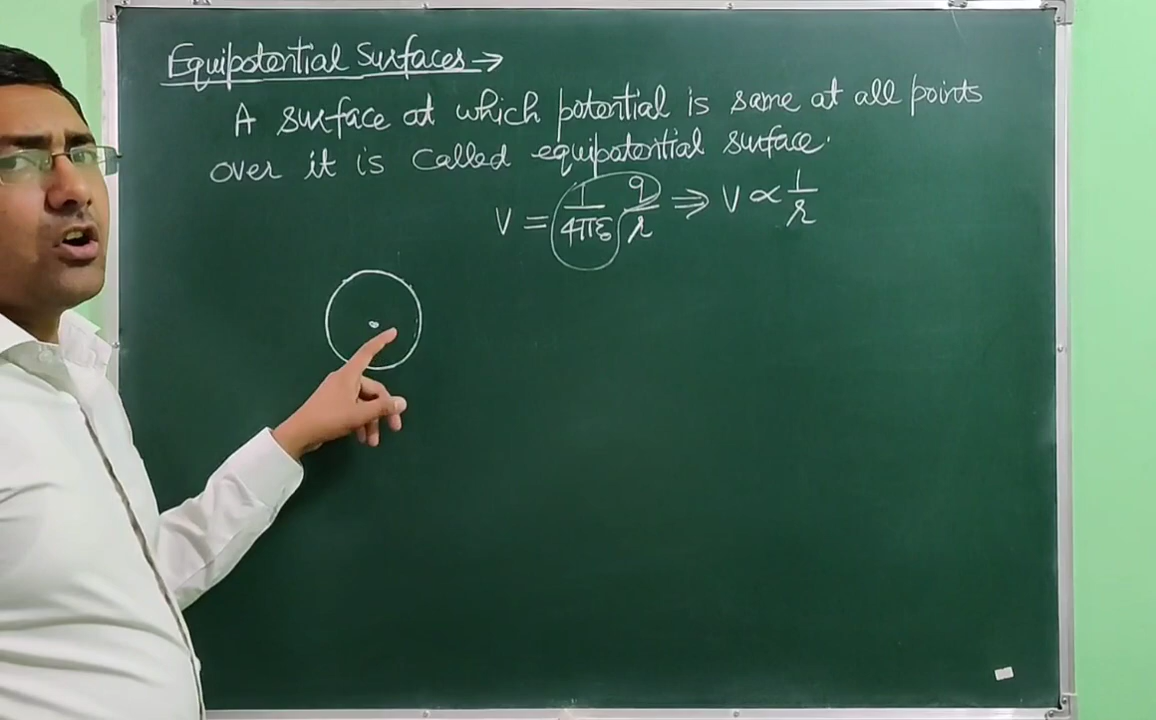 Equipotential Surfaces →
A surface at which potential is same at all points
over it is called equipotential surface.
V = 1/4πε₀ q/r ⇒ V ∝ 1/r